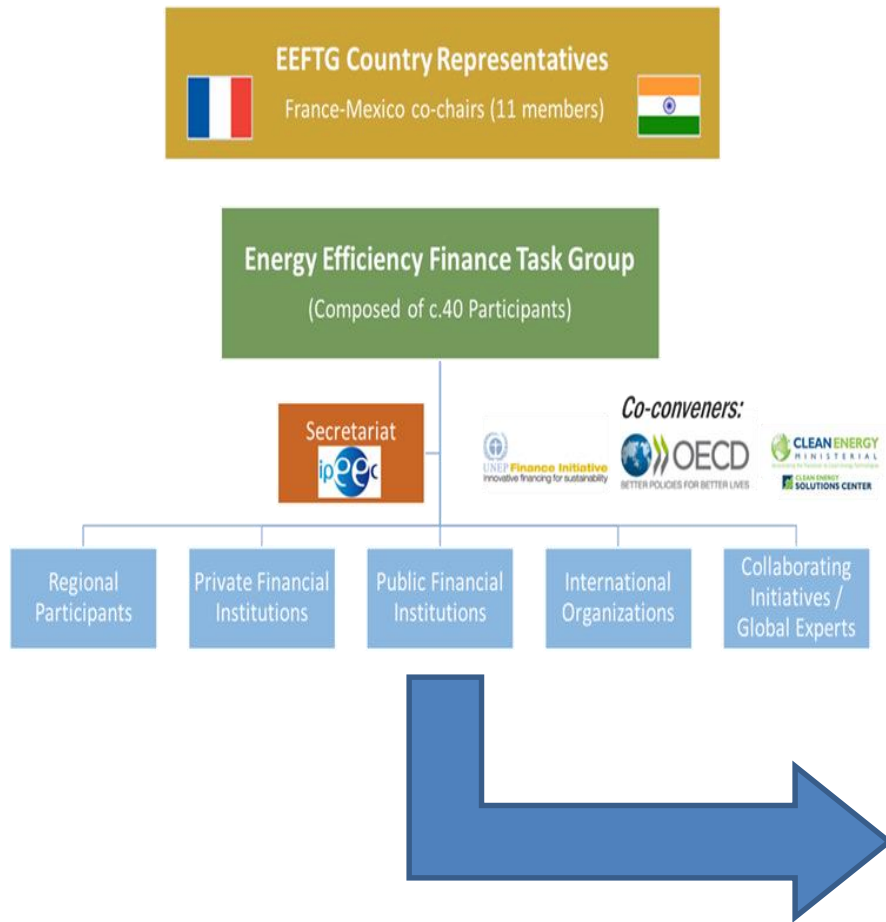 EEFTG Country Representatives
France-Mexico co-chairs (11 members)
Energy Efficiency Finance Task Group
(Composed of c.40 Participants)
Secretariat
ipeec
Co-conveners:
UNEP Finance Initiative
Innovative financing for sustainability
OECD
BETTER POLICIES FOR BETTER LIVES
CLEAN ENERGY
MINISTERIAL
CLEAN ENERGY
SOLUTIONS CENTER
Regional
Participants
Private Financial
Institutions
Public Financial
Institutions
International
Organizations
Collaborating
Initiatives /
Global Experts